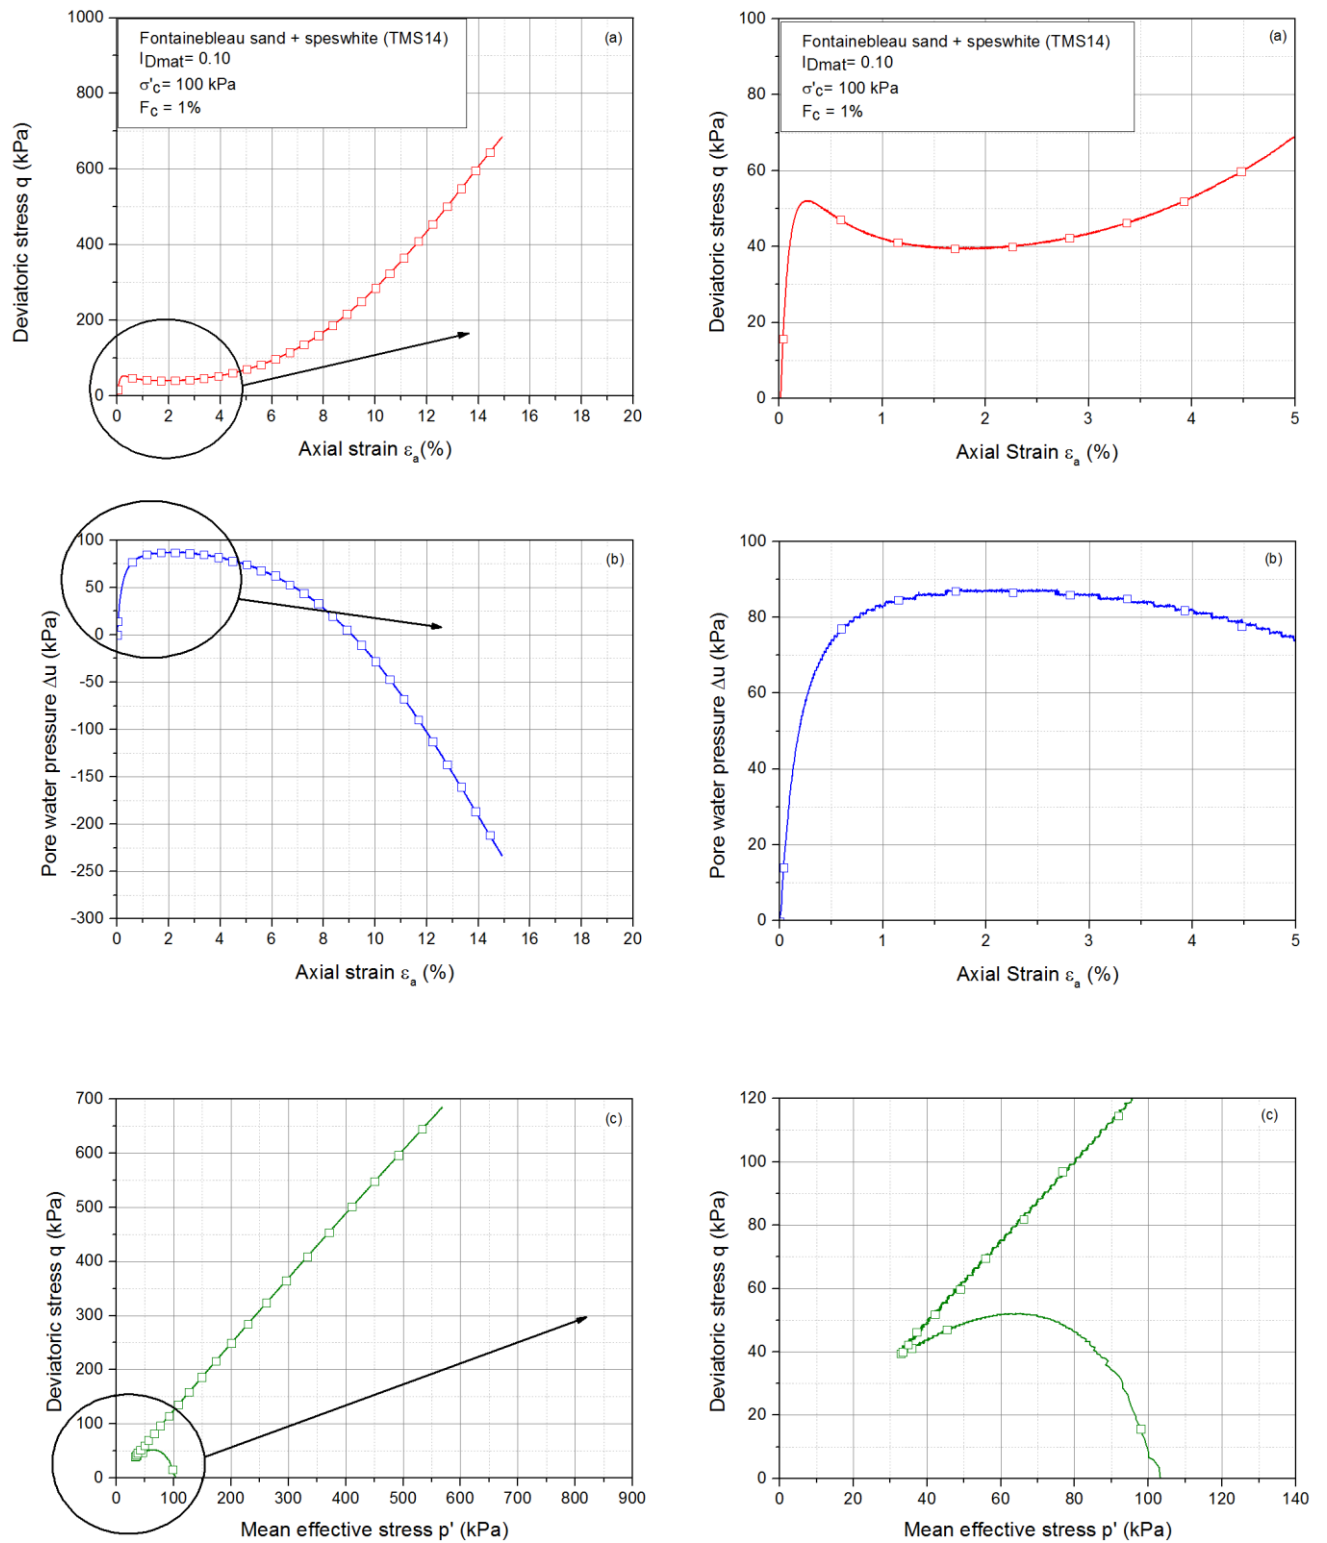 Fontainebleau sand + speswhite (TMS14)
IDmat= 0.10
σ'c= 100 kPa
Fc = 1%
(a)
1000
800
600
400
200
0
Deviatoric stress q (kPa)
0 2 4 6 8 10 12 14 16 18 20
Axial strain εa(%)
Fontainebleau sand + speswhite (TMS14)
IDmat= 0.10
σ'c= 100 kPa
Fc = 1%
(a)
100
80
60
40
20
0
Deviatoric stress q (kPa)
0 1 2 3 4 5
Axial Strain εa (%)
(b)
100
50
0
-50
-100
-150
-200
-250
-300
Pore water pressure Δu (kPa)
0 2 4 6 8 10 12 14 16 18 20
Axial strain εa (%)
(b)
100
80
60
40
20
0
Pore water pressure Δu (kPa)
0 1 2 3 4 5
Axial Strain εa (%)
(c)
700
600
500
400
300
200
100
0
Deviatoric stress q (kPa)
0 100 200 300 400 500 600 700 800 900
Mean effective stress p' (kPa)
(c)
120
100
80
60
40
20
0
Deviatoric stress q (kPa)
0 20 40 60 80 100 120 140
Mean effective stress p' (kPa)